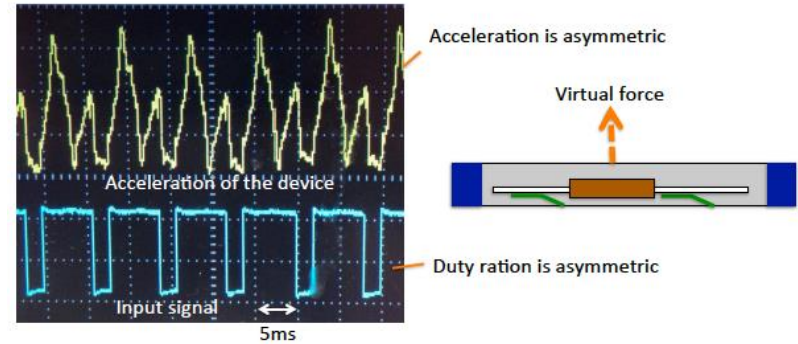 Acceleration is asymmetric
Virtual force
Acceleration of the device
Duty ration is asymmetric
Input signal
5ms